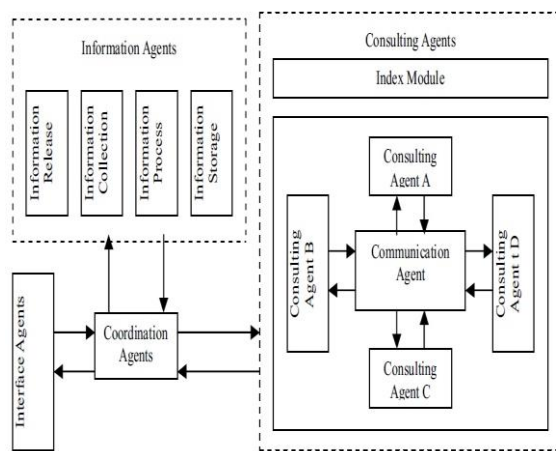 Information Agents
Information
Release
Information
Collection
Information
Process
Information
Storage
Interface Agents
Coordination
Agents
Consulting Agents
Index Module
Consulting
Agent A
Consulting
Agent B
Communication
Agent
Consulting
Agent t D
Consulting
Agent C